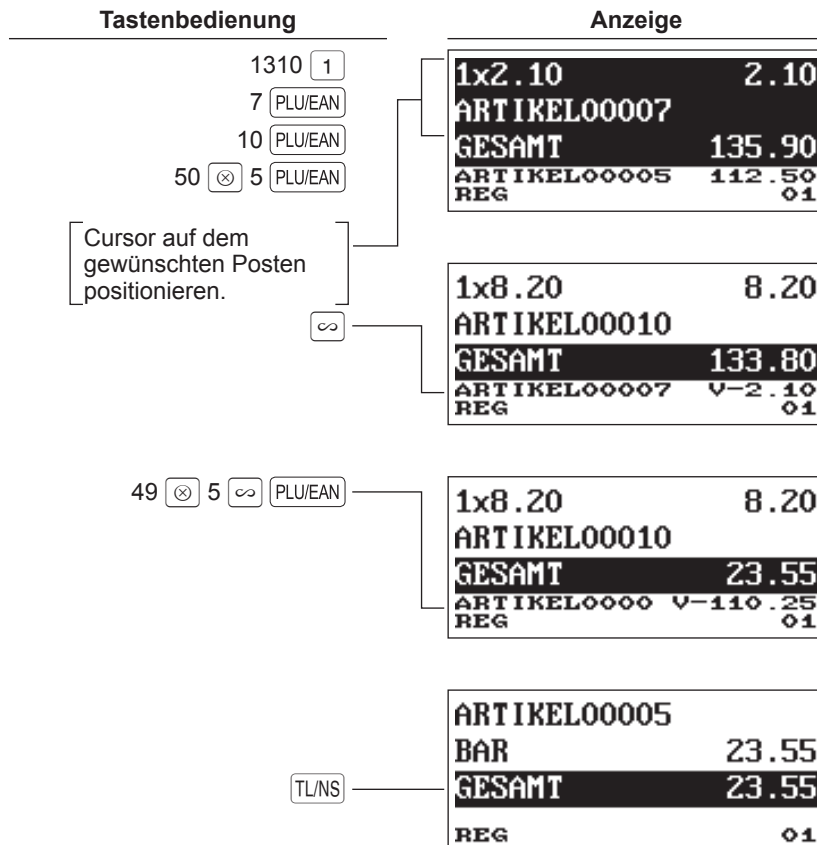 Tastenbedienung Anzeige
1310 1
7 PLU/EAN
10 PLU/EAN
50 ⊗ 5 PLU/EAN
1x2.10 2.10
ARTIKEL00007
GESAMT 135.90
ARTIKEL00005 112.50
REG 01
Cursor auf dem
gewünschten Posten
positionieren.
∽
1x8.20 8.20
ARTIKEL00010
GESAMT 133.80
ARTIKEL00007 V-2.10
REG 01
49 ⊗ 5 ∽ PLU/EAN
1x8.20 8.20
ARTIKEL00010
GESAMT 23.55
ARTIKEL0000 V-110.25
REG 01
TL/NS
ARTIKEL00005
BAR 23.55
GESAMT 23.55
REG 01